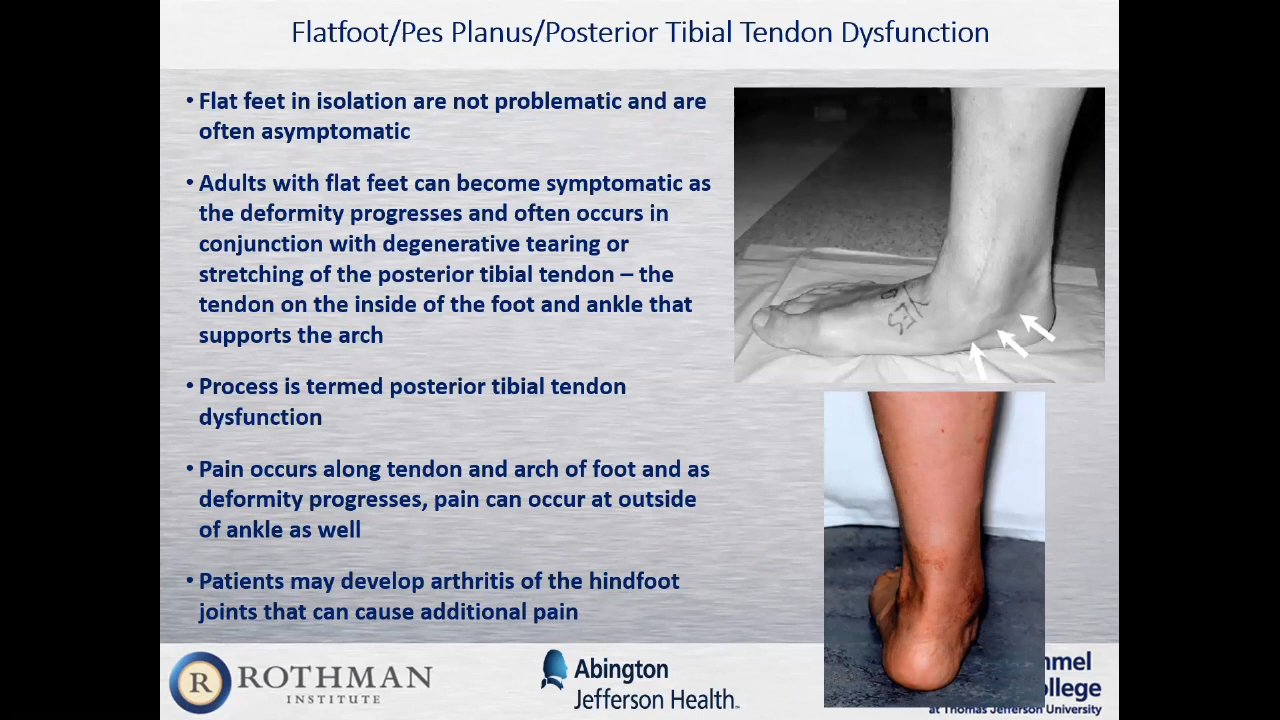 Flatfoot/Pes Planus/Posterior Tibial Tendon Dysfunction
• Flat feet in isolation are not problematic and are
often asymptomatic
• Adults with flat feet can become symptomatic as
the deformity progresses and often occurs in
conjunction with degenerative tearing or
stretching of the posterior tibial tendon – the
tendon on the inside of the foot and ankle that
supports the arch
• Process is termed posterior tibial tendon
dysfunction
• Pain occurs along tendon and arch of foot and as
deformity progresses, pain can occur at outside
of ankle as well
• Patients may develop arthritis of the hindfoot
joints that can cause additional pain
YES
R ROTHMAN
INSTITUTE
Abington
Jefferson Health
at Thomas Jefferson University